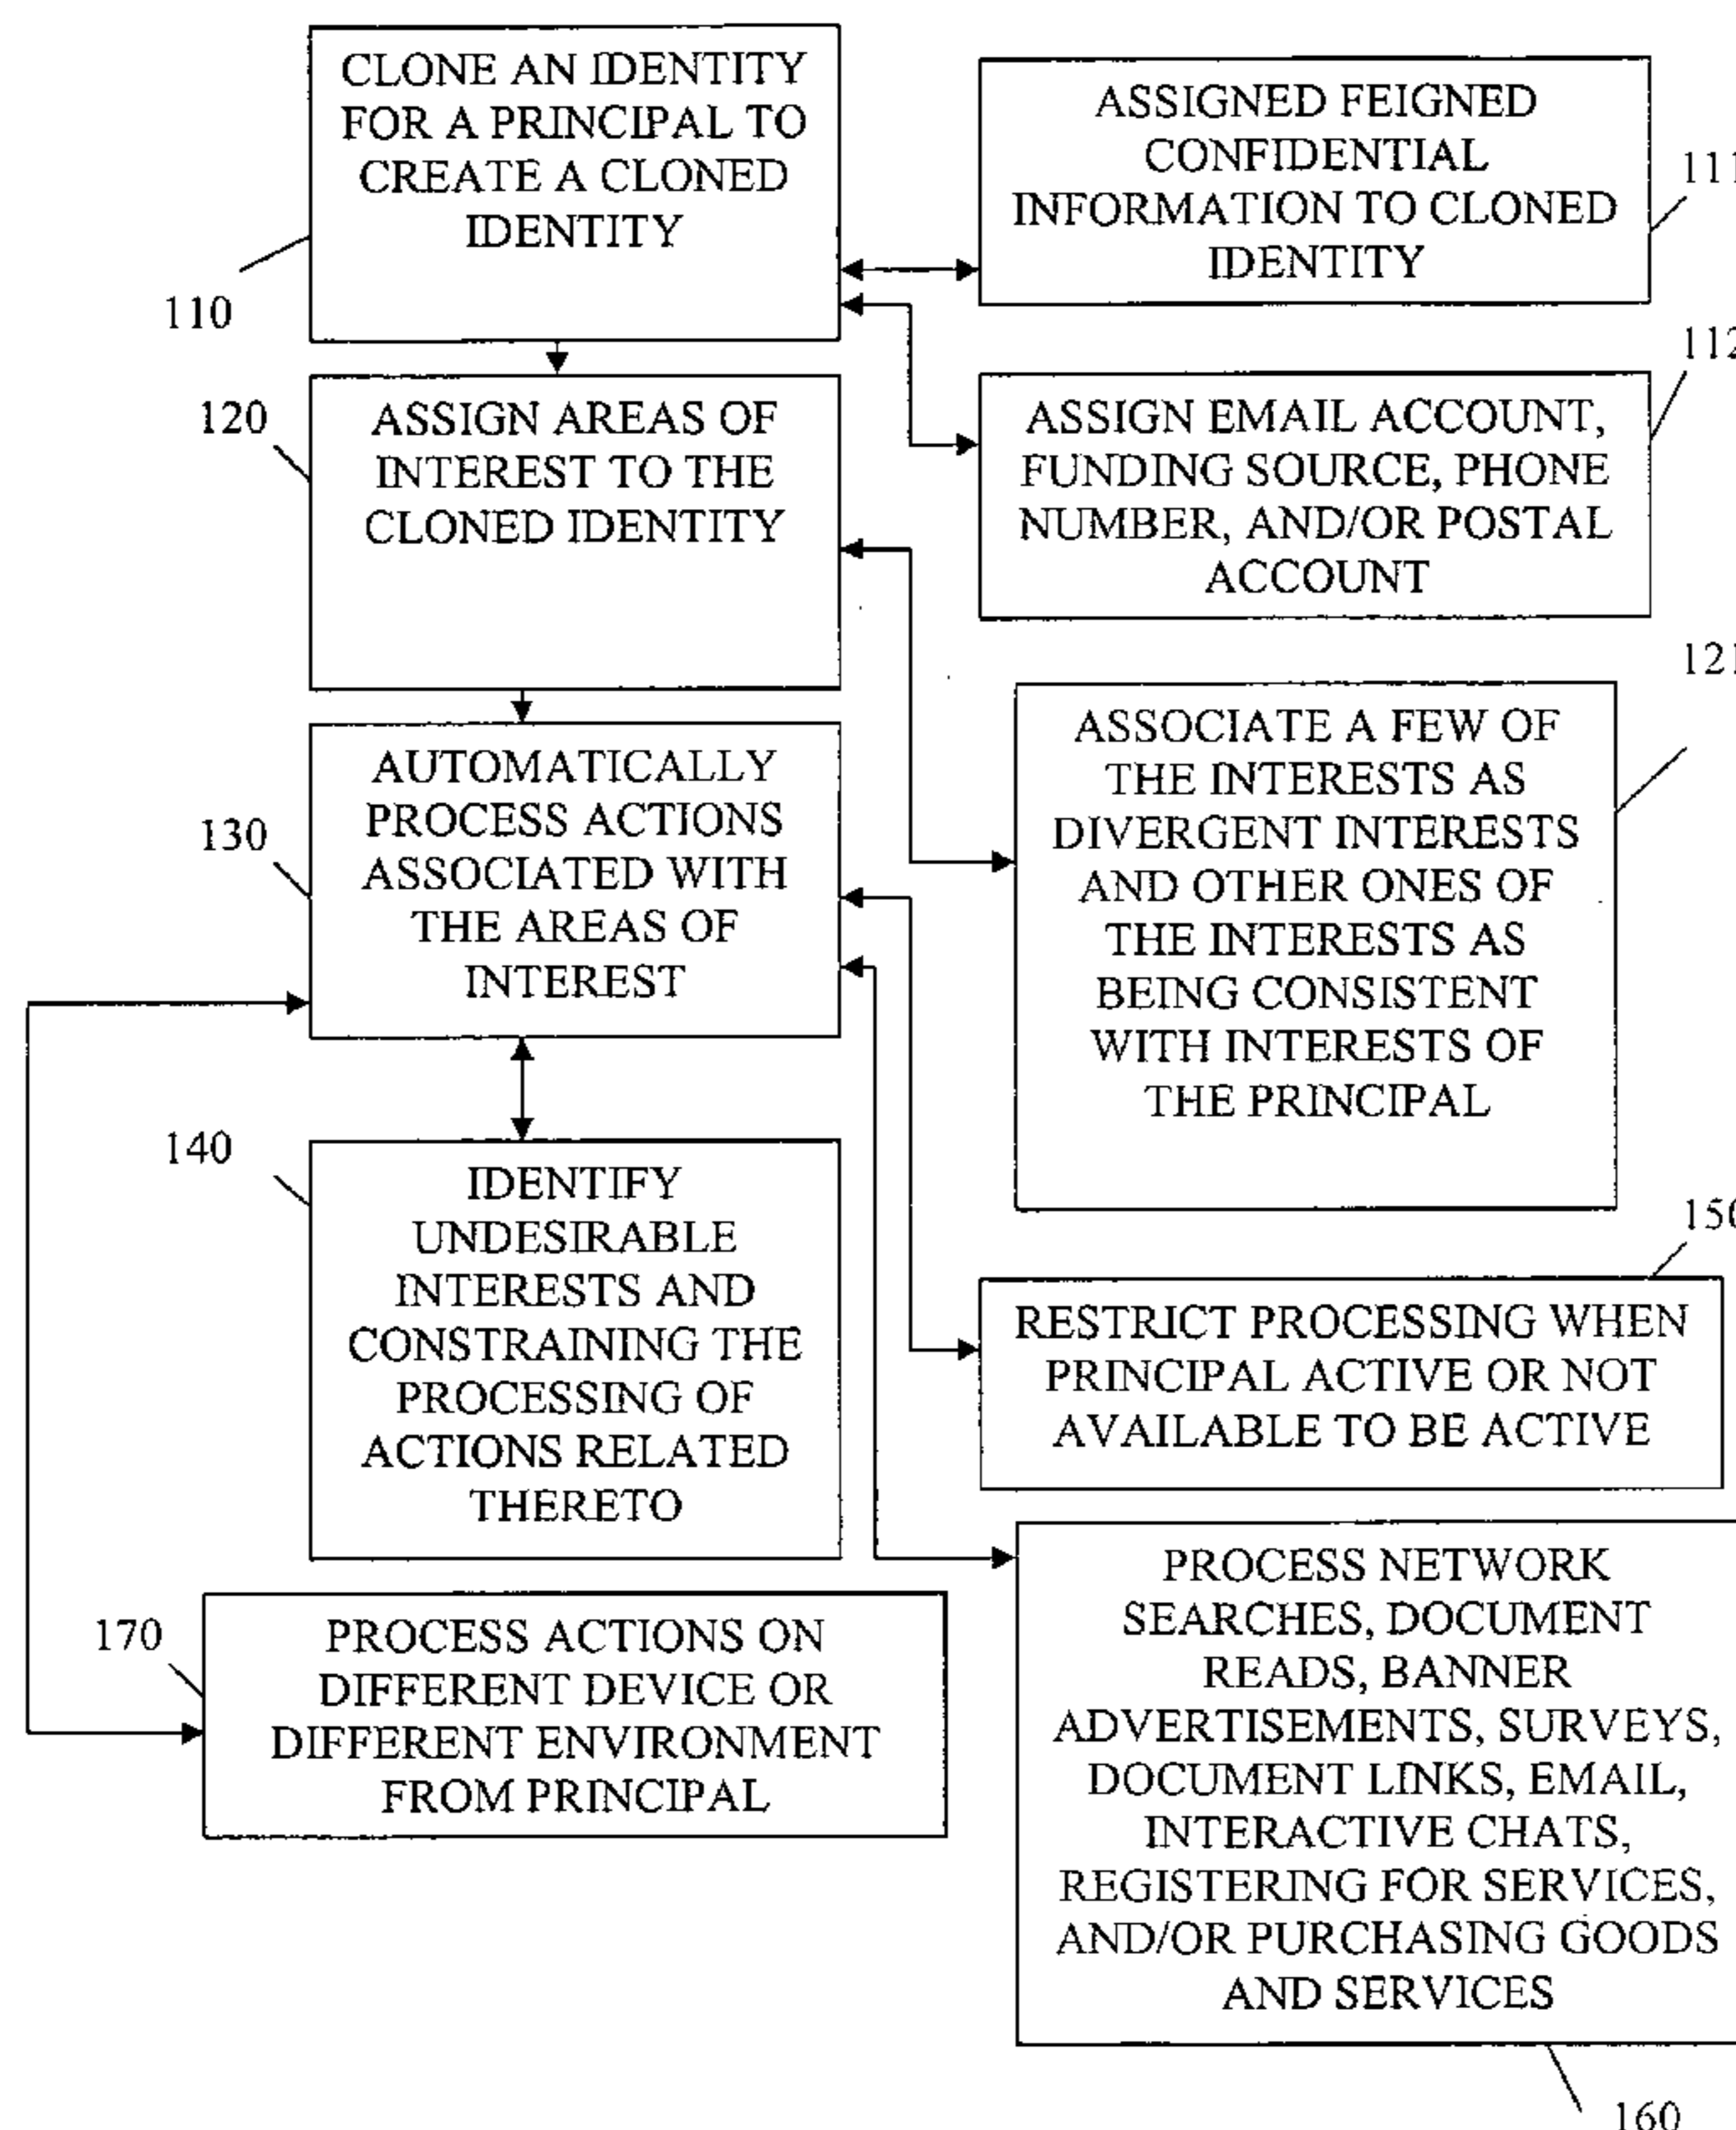 CLONE AN IDENTITY
FOR A PRINCIPAL TO
CREATE A CLONED
IDENTITY
110
ASSIGNED FEIGNED
CONFIDENTIAL
INFORMATION TO CLONED
IDENTITY
111
112
ASSIGN EMAIL ACCOUNT,
FUNDING SOURCE, PHONE
NUMBER, AND/OR POSTAL
ACCOUNT
120
ASSIGN AREAS OF
INTEREST TO THE
CLONED IDENTITY
121
ASSOCIATE A FEW OF
THE INTERESTS AS
DIVERGENT INTERESTS
AND OTHER ONES OF
THE INTERESTS AS
BEING CONSISTENT
WITH INTERESTS OF
THE PRINCIPAL
130
AUTOMATICALLY
PROCESS ACTIONS
ASSOCIATED WITH
THE AREAS OF
INTEREST
140
IDENTIFY
UNDESIRABLE
INTERESTS AND
CONSTRAINING THE
PROCESSING OF
ACTIONS RELATED
THERETO
150
RESTRICT PROCESSING WHEN
PRINCIPAL ACTIVE OR NOT
AVAILABLE TO BE ACTIVE
170
PROCESS ACTIONS ON
DIFFERENT DEVICE OR
DIFFERENT ENVIRONMENT
FROM PRINCIPAL
PROCESS NETWORK
SEARCHES, DOCUMENT
READS, BANNER
ADVERTISEMENTS, SURVEYS,
DOCUMENT LINKS, EMAIL,
INTERACTIVE CHATS,
REGISTERING FOR SERVICES,
AND/OR PURCHASING GOODS
AND SERVICES
160